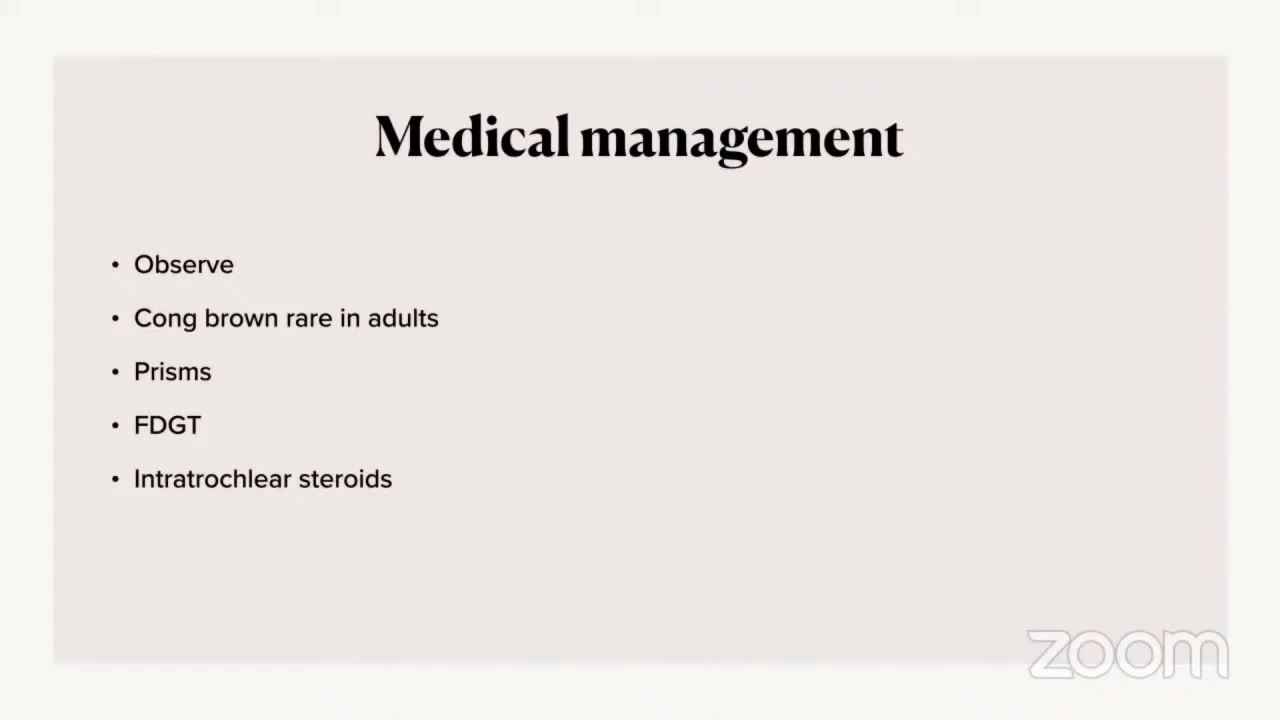 Medical management
• Observe
• Cong brown rare in adults
• Prisms
• FDGT
• Intratrochlear steroids
zoom